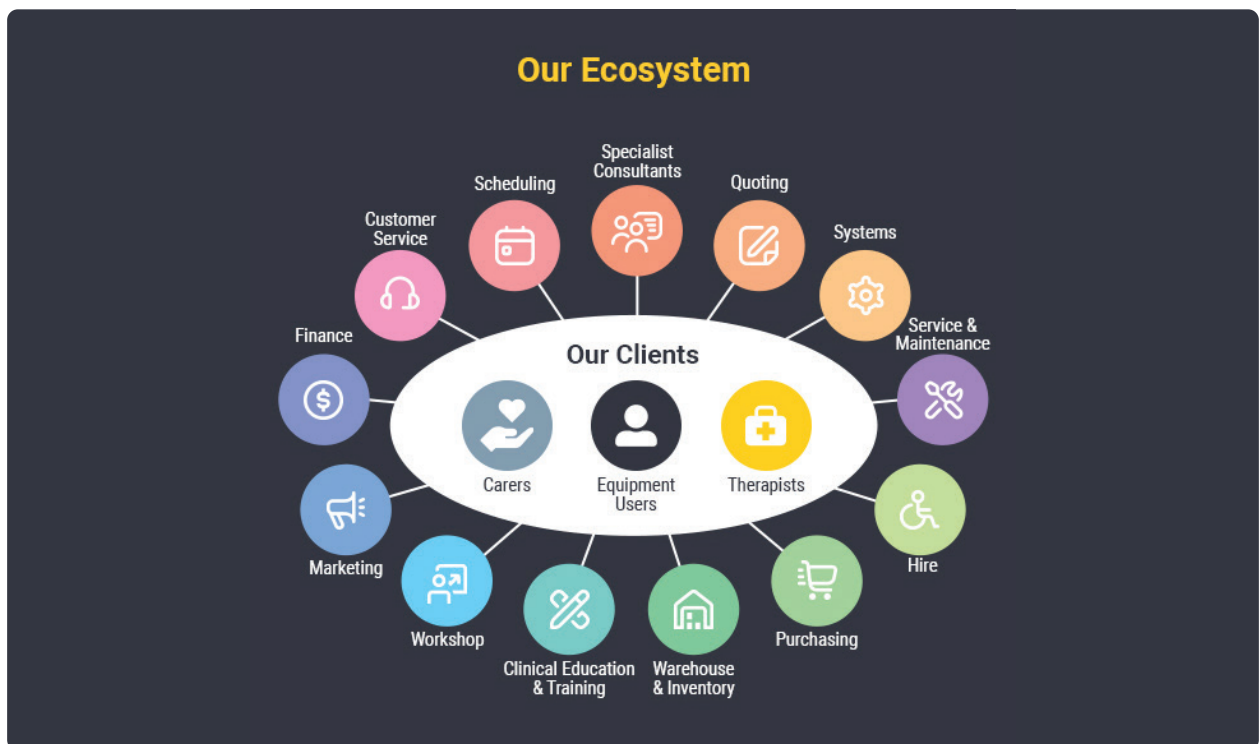 Our Ecosystem
Specialist
Consultants
Scheduling
Quoting
Customer
Service
Systems
Finance
Service &
Maintenance
Our Clients
Carers
Equipment
Users
Therapists
Marketing
Hire
Workshop
Purchasing
Clinical Education
& Training
Warehouse
& Inventory